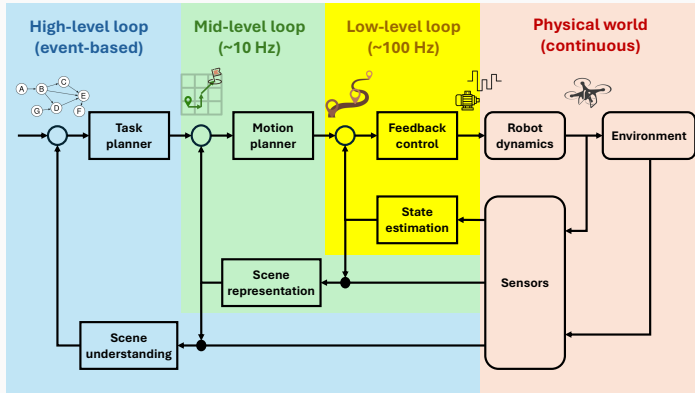 High-level loop
(event-based)
Mid-level loop
(~10 Hz)
Low-level loop
(~100 Hz)
Physical world
(continuous)
A
B
C
D
E
F
G
Task
planner
Motion
planner
Feedback
control
Robot
dynamics
Environment
State
estimation
Scene
representation
Sensors
Scene
understanding